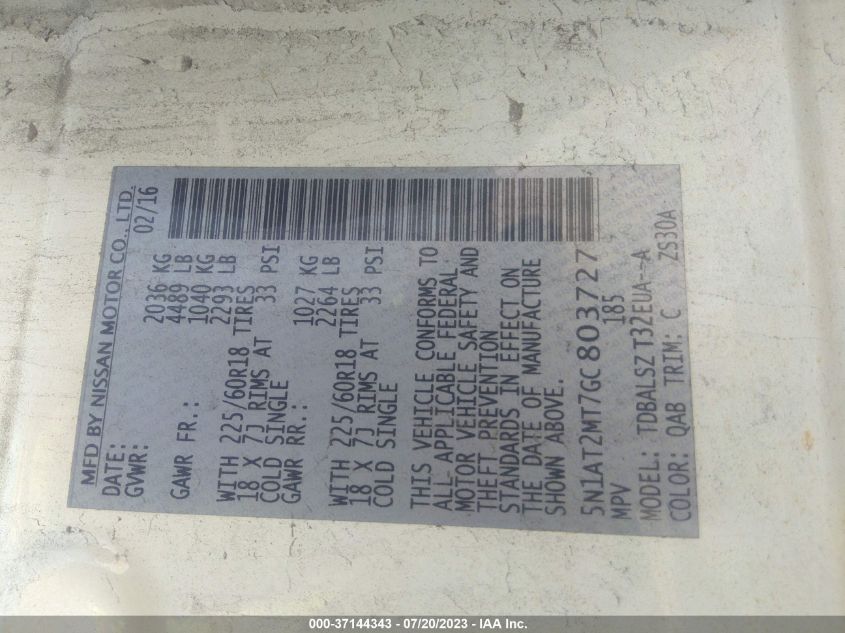 MFD BY NISSAN MOTOR CO., LTD.
DATE: 02/16
GVWR: 2036 KG
4489 LB
GAWR FR.: 1040 KG
2293 LB
WITH 225/60R18 TIRES
18 X 7J RIMS AT 33 PSI
COLD SINGLE
GAWR RR.: 1027 KG
2264 LB
WITH 225/60R18 TIRES
18 X 7J RIMS AT 33 PSI
COLD SINGLE
THIS VEHICLE CONFORMS TO
ALL APPLICABLE FEDERAL
MOTOR VEHICLE SAFETY AND
THEFT PREVENTION
STANDARDS IN EFFECT ON
THE DATE OF MANUFACTURE
SHOWN ABOVE.
5N1AT2MT7GC803727
MPV 185
MODEL: TDBALSZ T32EUA--A
COLOR: QAB TRIM: C ZS30A
000-37144343 / 07/20/2023 - IAA Inc.